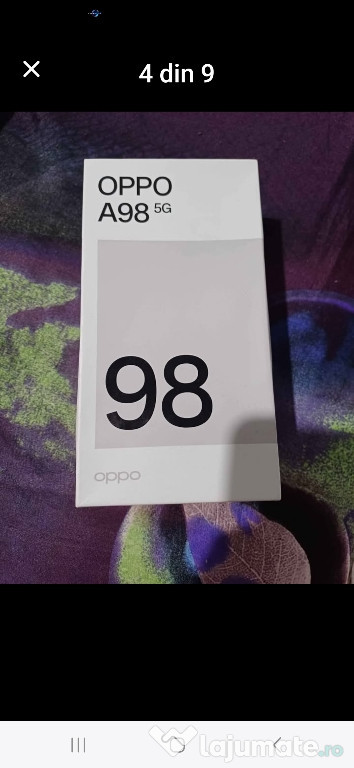 4 din 9
OPPO
A98 5G
98
oppo
lajumate.ro